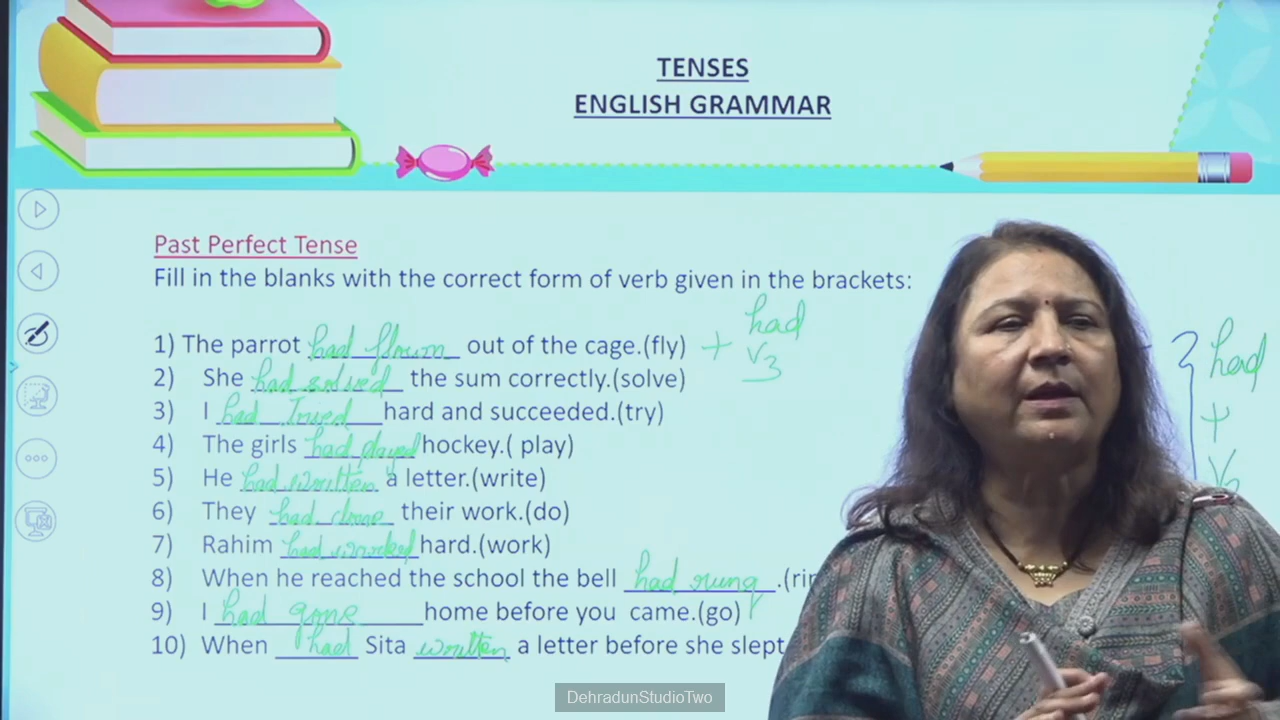 TENSES
ENGLISH GRAMMAR
Past Perfect Tense
Fill in the blanks with the correct form of verb given in the brackets:
1) The parrot had flown out of the cage.(fly) + had V3
2) She had solved the sum correctly.(solve)
3) I had Tried hard and succeeded.(try)
4) The girls had played hockey.( play)
5) He had written a letter.(write)
6) They had done their work.(do)
7) Rahim had worked hard.(work)
8) When he reached the school the bell had rung .(rin
9) I had gone home before you came.(go)
10) When had Sita written a letter before she slept
had
+
DehradunStudioTwo